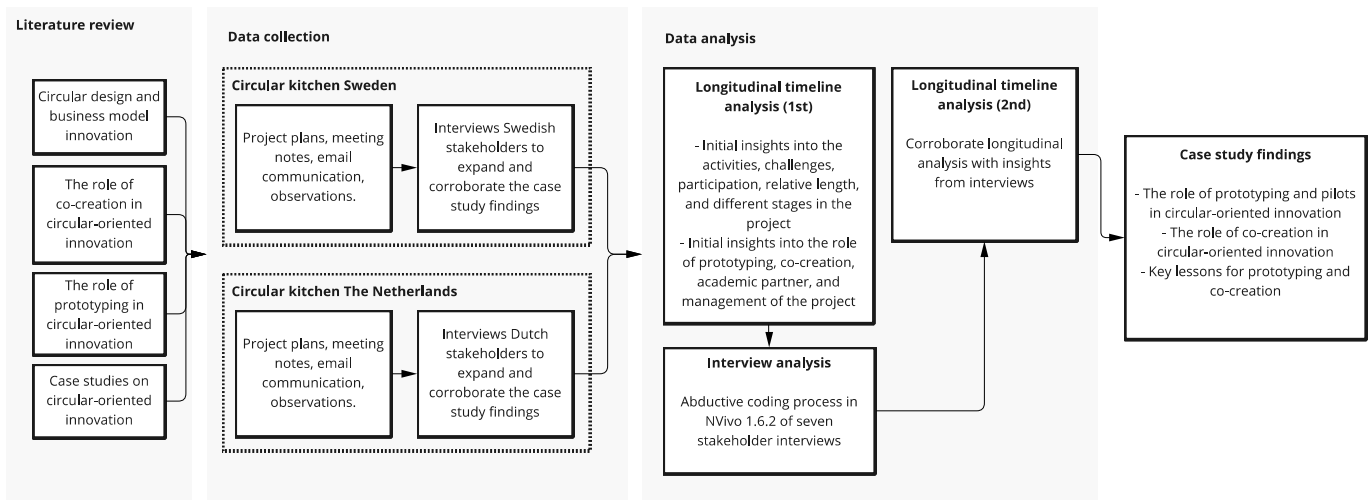 Literature review
Circular design and
business model
innovation
The role of
co-creation in
circular-oriented
innovation
The role of
prototyping in
circular-oriented
innovation
Case studies on
circular-oriented
innovation
Data collection
Circular kitchen Sweden
Project plans, meeting
notes, email
communication,
observations.
Interviews Swedish
stakeholders to
expand and
corroborate the case
study findings
Circular kitchen The Netherlands
Project plans, meeting
notes, email
communication,
observations.
Interviews Dutch
stakeholders to
expand and
corroborate the case
study findings
Data analysis
Longitudinal timeline
analysis (1st)
- Initial insights into the
activities, challenges,
participation, relative length,
and different stages in the
project
- Initial insights into the role
of prototyping, co-creation,
academic partner, and
management of the project
Interview analysis
Abductive coding process in
NVivo 1.6.2 of seven
stakeholder interviews
Longitudinal timeline
analysis (2nd)
Corroborate longitudinal
analysis with insights
from interviews
Case study findings
- The role of prototyping and pilots
in circular-oriented innovation
- The role of co-creation in
circular-oriented innovation
- Key lessons for prototyping and
co-creation